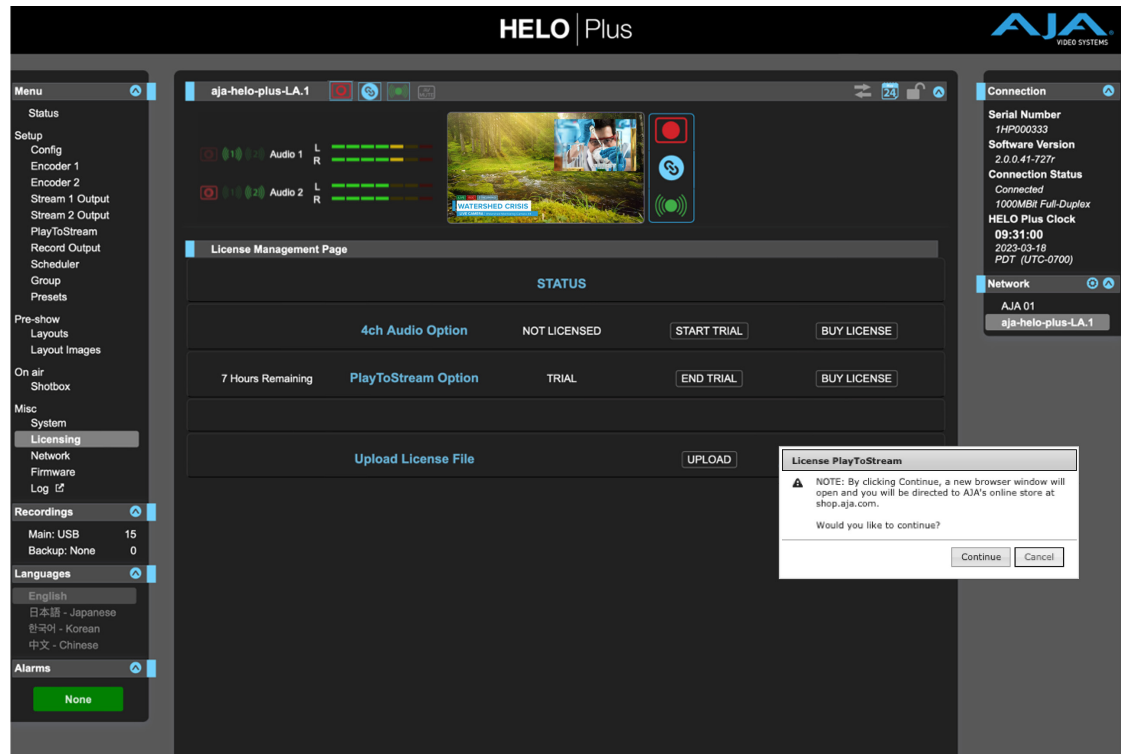 HELO Plus
AJA
VIDEO SYSTEMS
Menu
Status
Setup
Config
Encoder 1
Encoder 2
Stream 1 Output
Stream 2 Output
PlayToStream
Record Output
Scheduler
Group
Presets
Pre-show
Layouts
Layout Images
On air
Shotbox
Misc
System
Licensing
Network
Firmware
Log
Recordings
Main: USB 15
Backup: None 0
Languages
English
日本語 - Japanese
한국어 - Korean
中文 - Chinese
Alarms
None
aja-helo-plus-LA.1
24
1 2 Audio 1 L
R
1 2 Audio 2 L
R
WATERSHED CRISIS
License Management Page
STATUS
4ch Audio Option NOT LICENSED START TRIAL BUY LICENSE
7 Hours Remaining PlayToStream Option TRIAL END TRIAL BUY LICENSE
Upload License File UPLOAD
License PlayToStream
NOTE: By clicking Continue, a new browser window will
open and you will be directed to AJA's online store at
shop.aja.com.
Would you like to continue?
Continue Cancel
Connection
Serial Number
1HP000333
Software Version
2.0.0.41-727r
Connection Status
Connected
1000MBit Full-Duplex
HELO Plus Clock
09:31:00
2023-03-18
PDT (UTC-0700)
Network
AJA 01
aja-helo-plus-LA.1